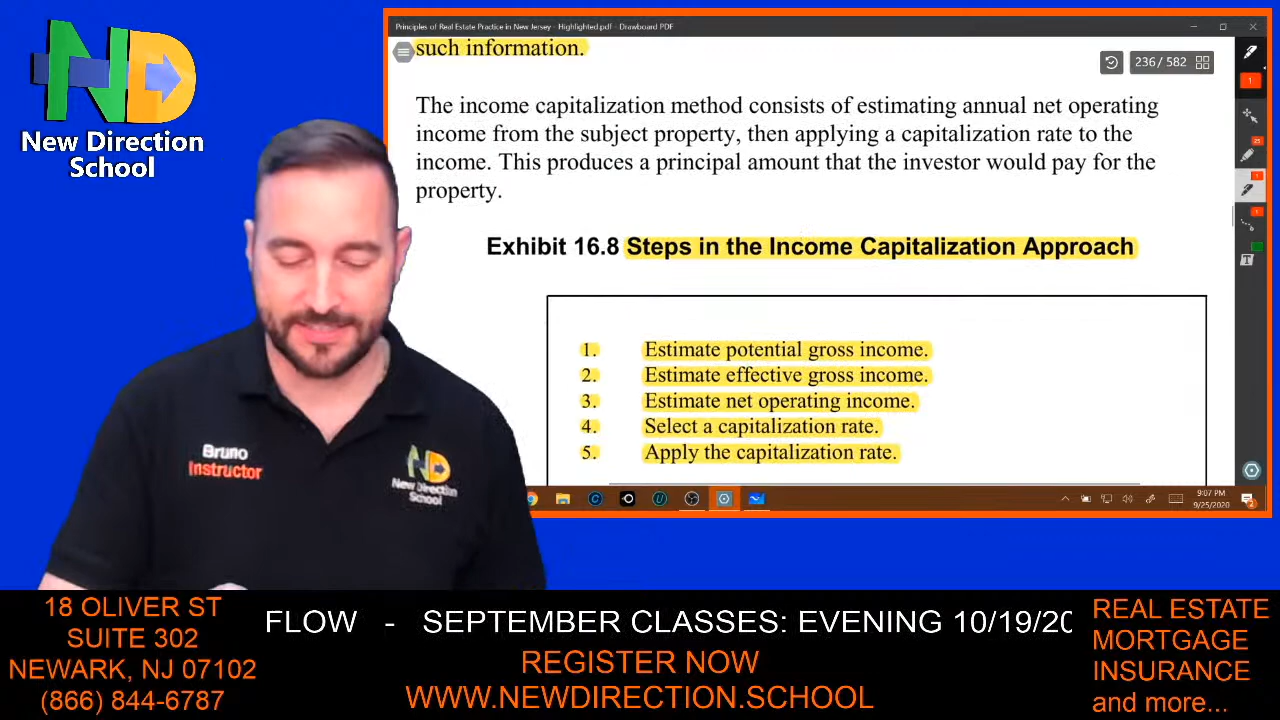 ND
New Direction
School
Principles of Real Estate Practice in New Jersey - Highlighted.pdf - Drawboard PDF
such information.
236 / 582
The income capitalization method consists of estimating annual net operating
income from the subject property, then applying a capitalization rate to the
income. This produces a principal amount that the investor would pay for the
property.
Exhibit 16.8 Steps in the Income Capitalization Approach
1. Estimate potential gross income.
2. Estimate effective gross income.
3. Estimate net operating income.
4. Select a capitalization rate.
5. Apply the capitalization rate.
9:07 PM
9/25/2020
Bruno
Instructor
ND
New Direction
School
18 OLIVER ST
SUITE 302
NEWARK, NJ 07102
(866) 844-6787
FLOW - SEPTEMBER CLASSES: EVENING 10/19/20
REGISTER NOW
WWW.NEWDIRECTION.SCHOOL
REAL ESTATE
MORTGAGE
INSURANCE
and more...